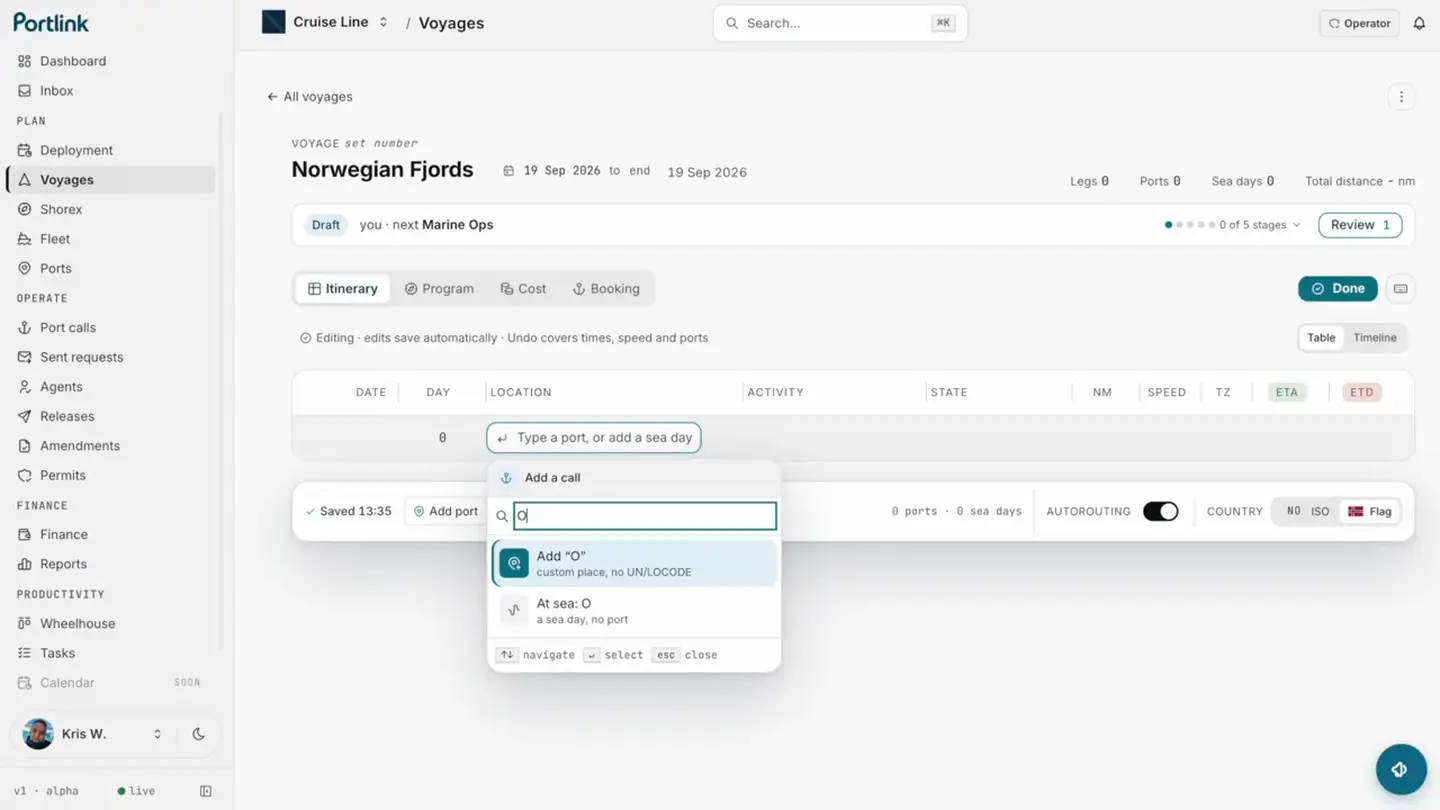 Portlink
Cruise Line / Voyages
Search... ⌘K
Operator
Dashboard
Inbox
PLAN
Deployment
Voyages
Shorex
Fleet
Ports
OPERATE
Port calls
Sent requests
Agents
Releases
Amendments
Permits
FINANCE
Finance
Reports
PRODUCTIVITY
Wheelhouse
Tasks
Calendar SOON
Kris W.
v1 · alpha live
← All voyages
VOYAGE set number
Norwegian Fjords 19 Sep 2026 to end 19 Sep 2026
Legs 0 Ports 0 Sea days 0 Total distance - nm
Draft you · next Marine Ops 0 of 5 stages Review 1
Itinerary Program Cost Booking Done
Editing · edits save automatically · Undo covers times, speed and ports Table Timeline
DATE DAY LOCATION ACTIVITY STATE NM SPEED TZ ETA ETD
0 Type a port, or add a sea day
Add a call
Saved 13:35 Add port 0 ports · 0 sea days AUTOROUTING COUNTRY NO ISO Flag
O
Add “O”
custom place, no UN/LOCODE
At sea: O
a sea day, no port
↑↓ navigate ↵ select esc close